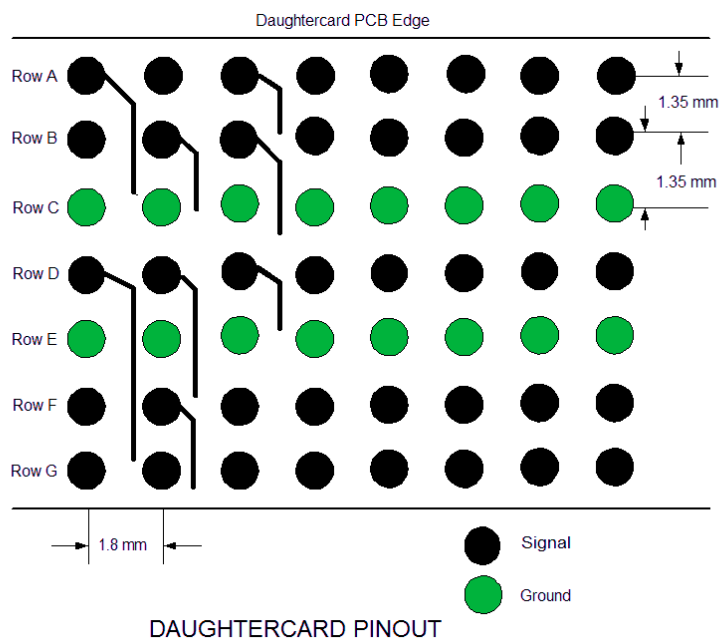 Daughtercard PCB Edge
Row A
1.35 mm
Row B
1.35 mm
Row C
Row D
Row E
Row F
Row G
1.8 mm
Signal
Ground
DAUGHTERCARD PINOUT